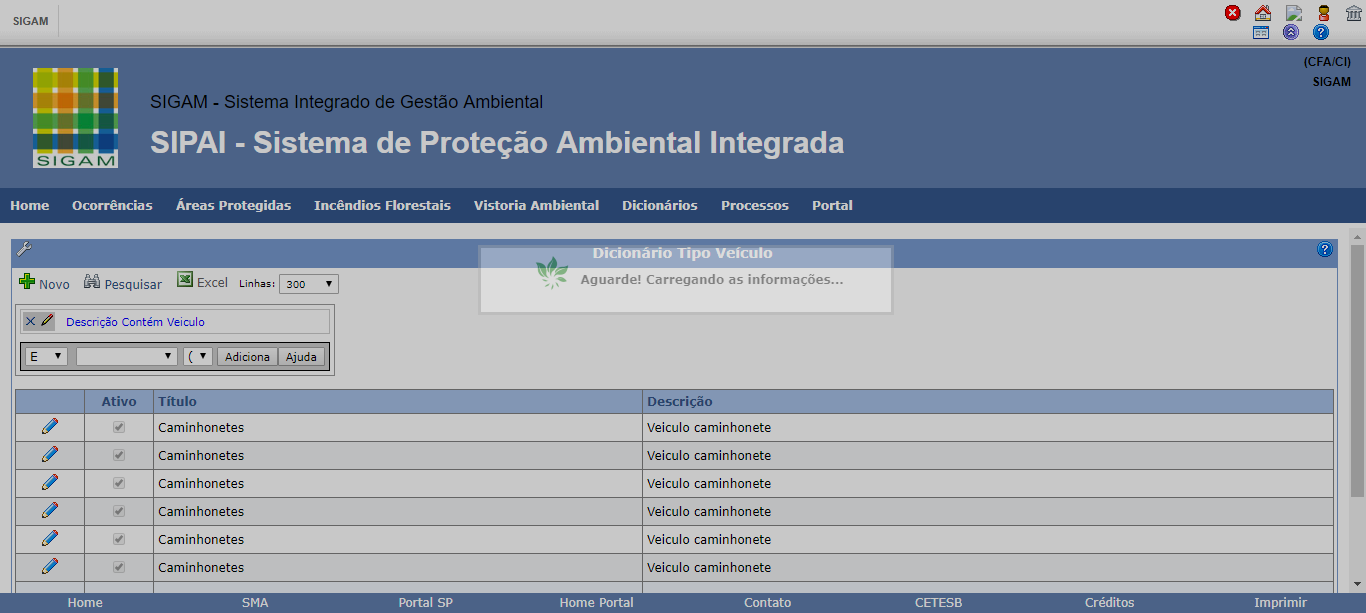 SIGAM
(CFA/CI)
SIGAM
SIGAM
SIGAM - Sistema Integrado de Gestão Ambiental
SIPAI - Sistema de Proteção Ambiental Integrada
Home Ocorrências Áreas Protegidas Incêndios Florestais Vistoria Ambiental Dicionários Processos Portal
Dicionário Tipo Veículo
Aguarde! Carregando as informações...
Novo Pesquisar Excel Linhas: 300
Descrição Contém Veiculo
E ( Adiciona Ajuda
Ativo Título Descrição
Caminhonetes Veiculo caminhonete
Caminhonetes Veiculo caminhonete
Caminhonetes Veiculo caminhonete
Caminhonetes Veiculo caminhonete
Caminhonetes Veiculo caminhonete
Caminhonetes Veiculo caminhonete
Home SMA Portal SP Home Portal Contato CETESB Créditos Imprimir